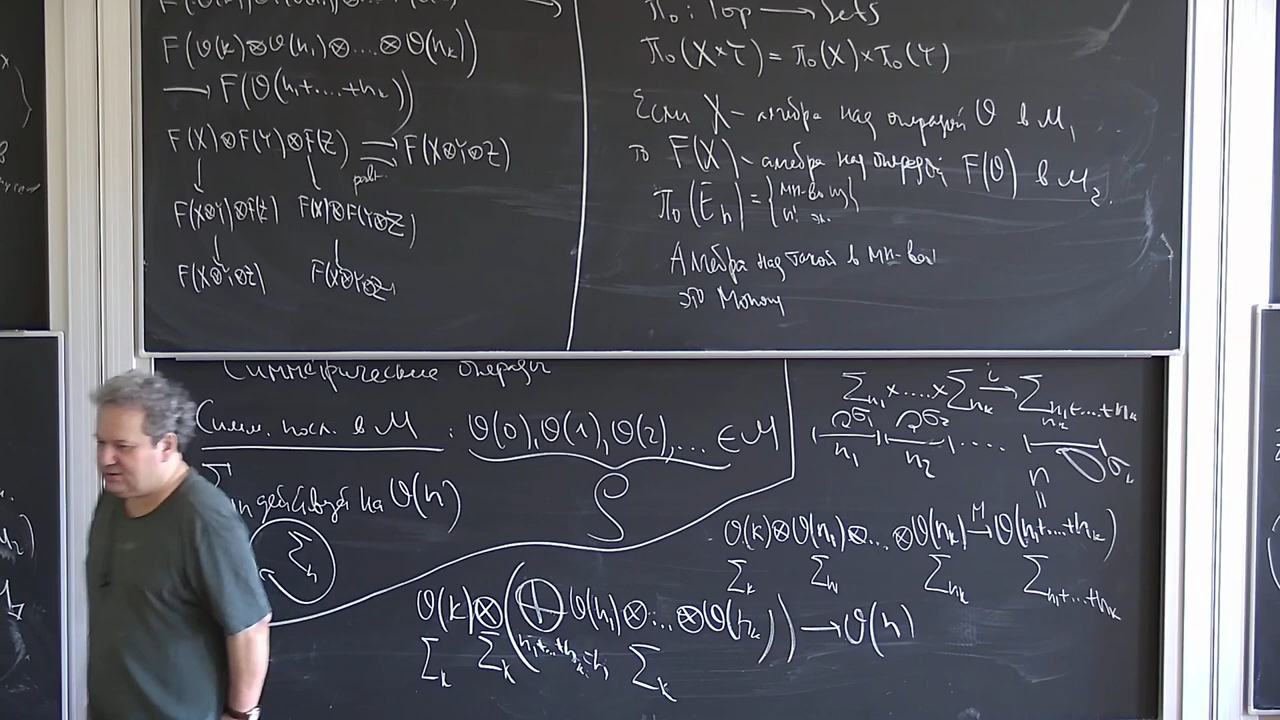 F(O(k)⊗O(n₁)⊗....⊗O(n_k))
→ F(O(n₁+....+n_k))
F(X)⊗F(Y)⊗F(Z) ⇉ F(X⊗Y⊗Z)
F(X⊗Y)⊗F(Z) F(X)⊗F(Y⊗Z)
F(X⊗Y⊗Z) F(X⊗Y⊗Z)
π₀: Top → Sets
π₀(X×Y) = π₀(X)×π₀(Y)
Если X – алгебра над операдой O в M₁
то F(X) – алгебра над операдой F(O) в M₂.
π₀(E_n) = { мн-во из n! эл. }
Алгебра над такой в мн-вах
это моноид
Симметрические операды
Симм. посл. в M : O(0), O(1), O(2), ... ∈ M
Σ_n действует на O(n)
S
Σ_n
O(k)⊗(⊕ O(n₁)⊗...⊗O(n_k)) → O(n)
n₁+...+n_k=n
Σ_k Σ_k Σ_k
Σ_{n₁}×.....×Σ_{n_k} →i Σ_{n₁+....+n_k}
σ₁ σ₂ σ_k
n₁ n₂ .... n_k
n
=
O(k)⊗O(n₁)⊗...⊗O(n_k) →M O(n₁+....+n_k)
Σ_k Σ_{n₁} Σ_{n_k} Σ_{n₁+...+n_k}